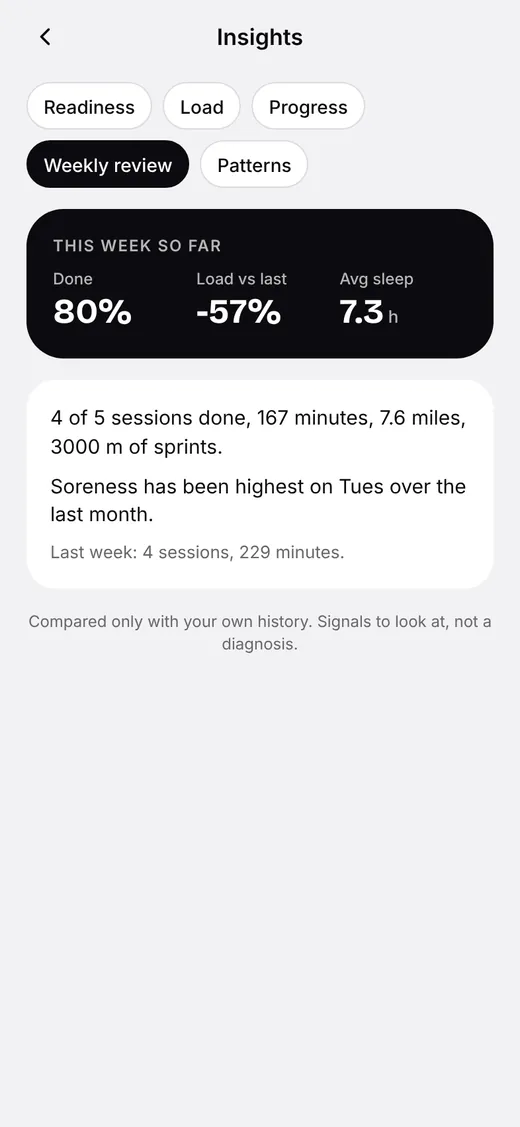 Insights
Readiness
Load
Progress
Weekly review
Patterns
THIS WEEK SO FAR
Done
Load vs last
Avg sleep
80%
-57%
7.3 h
4 of 5 sessions done, 167 minutes, 7.6 miles,
3000 m of sprints.
Soreness has been highest on Tues over the
last month.
Last week: 4 sessions, 229 minutes.
Compared only with your own history. Signals to look at, not a
diagnosis.